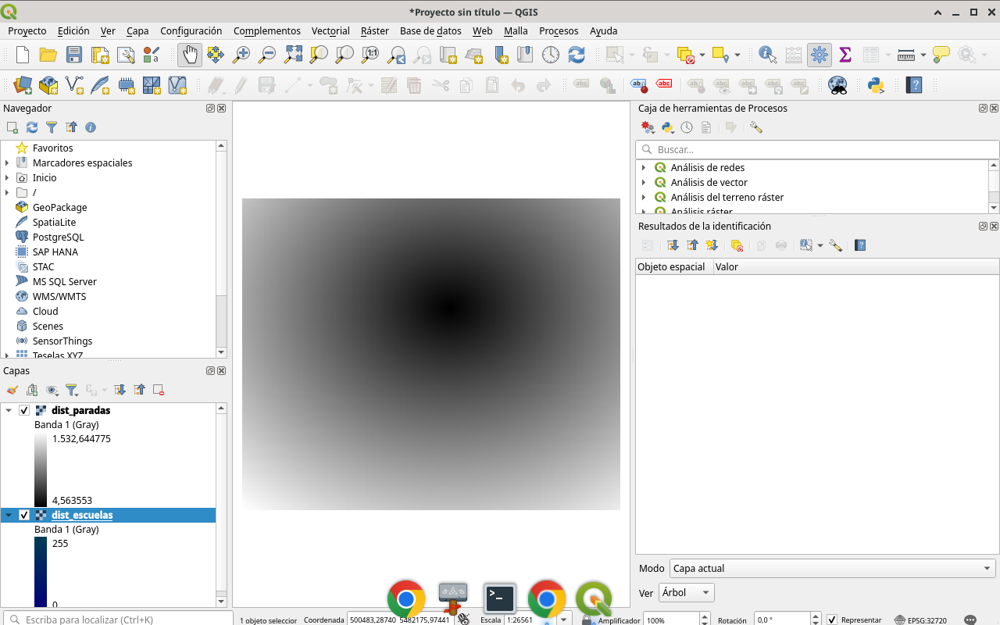 *Proyecto sin título — QGIS
Proyecto Edición Ver Capa Configuración Complementos Vectorial Ráster Base de datos Web Malla Procesos Ayuda
Navegador
Favoritos
Marcadores espaciales
Inicio
/
GeoPackage
SpatiaLite
PostgreSQL
SAP HANA
STAC
MS SQL Server
WMS/WMTS
Cloud
Scenes
SensorThings
Teselas XYZ
Capas
dist_paradas
Banda 1 (Gray)
1.532,644775
4,563553
dist_escuelas
Banda 1 (Gray)
255
0
Caja de herramientas de Procesos
Buscar...
Análisis de redes
Análisis de vector
Análisis del terreno ráster
Análisis ráster
Resultados de la identificación
Objeto espacial Valor
Modo Capa actual
Ver Árbol
Escriba para localizar (Ctrl+K) 1 objeto seleccior Coordenada 500483,28740 5482175,97441 Escala 1:26561 Amplificador 100% Rotación 0,0 ° Representar EPSG:32720